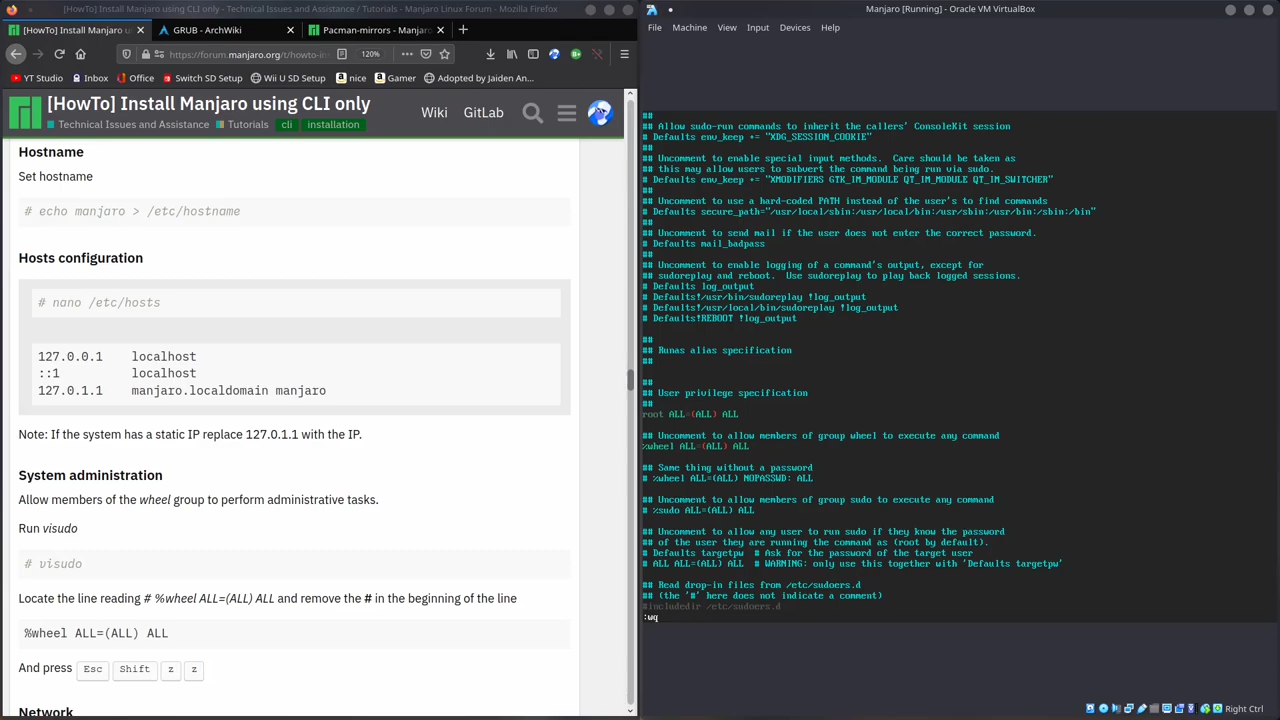 [HowTo] Install Manjaro using CLI only - Technical Issues and Assistance / Tutorials - Manjaro Linux Forum - Mozilla Firefox
[HowTo] Install Manjaro using CLI only
GRUB - ArchWiki
Pacman-mirrors - Manjaro
https://forum.manjaro.org/t/howto-in
120%
YT Studio
Inbox
Office
Switch SD Setup
Wii U SD Setup
nice
Gamer
Adopted by Jaiden An...
[HowTo] Install Manjaro using CLI only
Technical Issues and Assistance
Tutorials
cli
installation
Wiki
GitLab
Hostname
Set hostname
# echo manjaro > /etc/hostname
Hosts configuration
# nano /etc/hosts
127.0.0.1 localhost
::1 localhost
127.0.1.1 manjaro.localdomain manjaro
Note: If the system has a static IP replace 127.0.1.1 with the IP.
System administration
Allow members of the wheel group to perform administrative tasks.
Run visudo
# visudo
Locate the line reading # %wheel ALL=(ALL) ALL and remove the # in the beginning of the line
%wheel ALL=(ALL) ALL
And press Esc Shift z z
Network
Manjaro [Running] - Oracle VM VirtualBox
File Machine View Input Devices Help
##
## Allow sudo-run commands to inherit the callers' ConsoleKit session
# Defaults env_keep += "XDG_SESSION_COOKIE"
##
## Uncomment to enable special input methods.  Care should be taken as
## this may allow users to subvert the command being run via sudo.
# Defaults env_keep += "XMODIFIERS GTK_IM_MODULE QT_IM_MODULE QT_IM_SWITCHER"
##
## Uncomment to use a hard-coded PATH instead of the user's to find commands
# Defaults secure_path="/usr/local/sbin:/usr/local/bin:/usr/sbin:/usr/bin:/sbin:/bin"
##
## Uncomment to send mail if the user does not enter the correct password.
# Defaults mail_badpass
##
## Uncomment to enable logging of a command's output, except for
## sudoreplay and reboot.  Use sudoreplay to play back logged sessions.
# Defaults log_output
# Defaults!/usr/bin/sudoreplay !log_output
# Defaults!/usr/local/bin/sudoreplay !log_output
# Defaults!REBOOT !log_output
##
## Runas alias specification
##
##
## User privilege specification
##
root ALL=(ALL) ALL
## Uncomment to allow members of group wheel to execute any command
%wheel ALL=(ALL) ALL
## Same thing without a password
# %wheel ALL=(ALL) NOPASSWD: ALL
## Uncomment to allow members of group sudo to execute any command
# %sudo ALL=(ALL) ALL
## Uncomment to allow any user to run sudo if they know the password
## of the user they are running the command as (root by default).
# Defaults targetpw  # Ask for the password of the target user
# ALL ALL=(ALL) ALL  # WARNING: only use this together with 'Defaults targetpw'
## Read drop-in files from /etc/sudoers.d
## (the '#' here does not indicate a comment)
#includedir /etc/sudoers.d
:wq
Right Ctrl